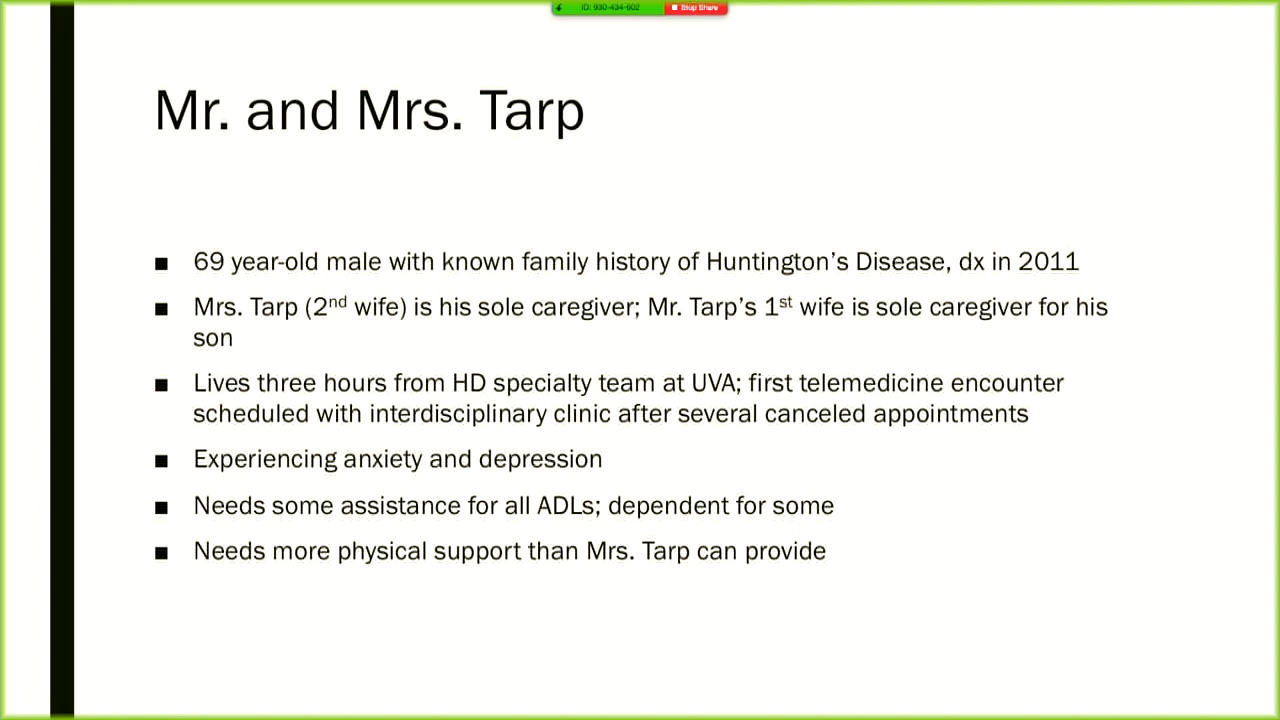 ID: 930-434-602 Stop Share
Mr. and Mrs. Tarp
■ 69 year-old male with known family history of Huntington's Disease, dx in 2011
■ Mrs. Tarp (2nd wife) is his sole caregiver; Mr. Tarp's 1st wife is sole caregiver for his
son
■ Lives three hours from HD specialty team at UVA; first telemedicine encounter
scheduled with interdisciplinary clinic after several canceled appointments
■ Experiencing anxiety and depression
■ Needs some assistance for all ADLs; dependent for some
■ Needs more physical support than Mrs. Tarp can provide